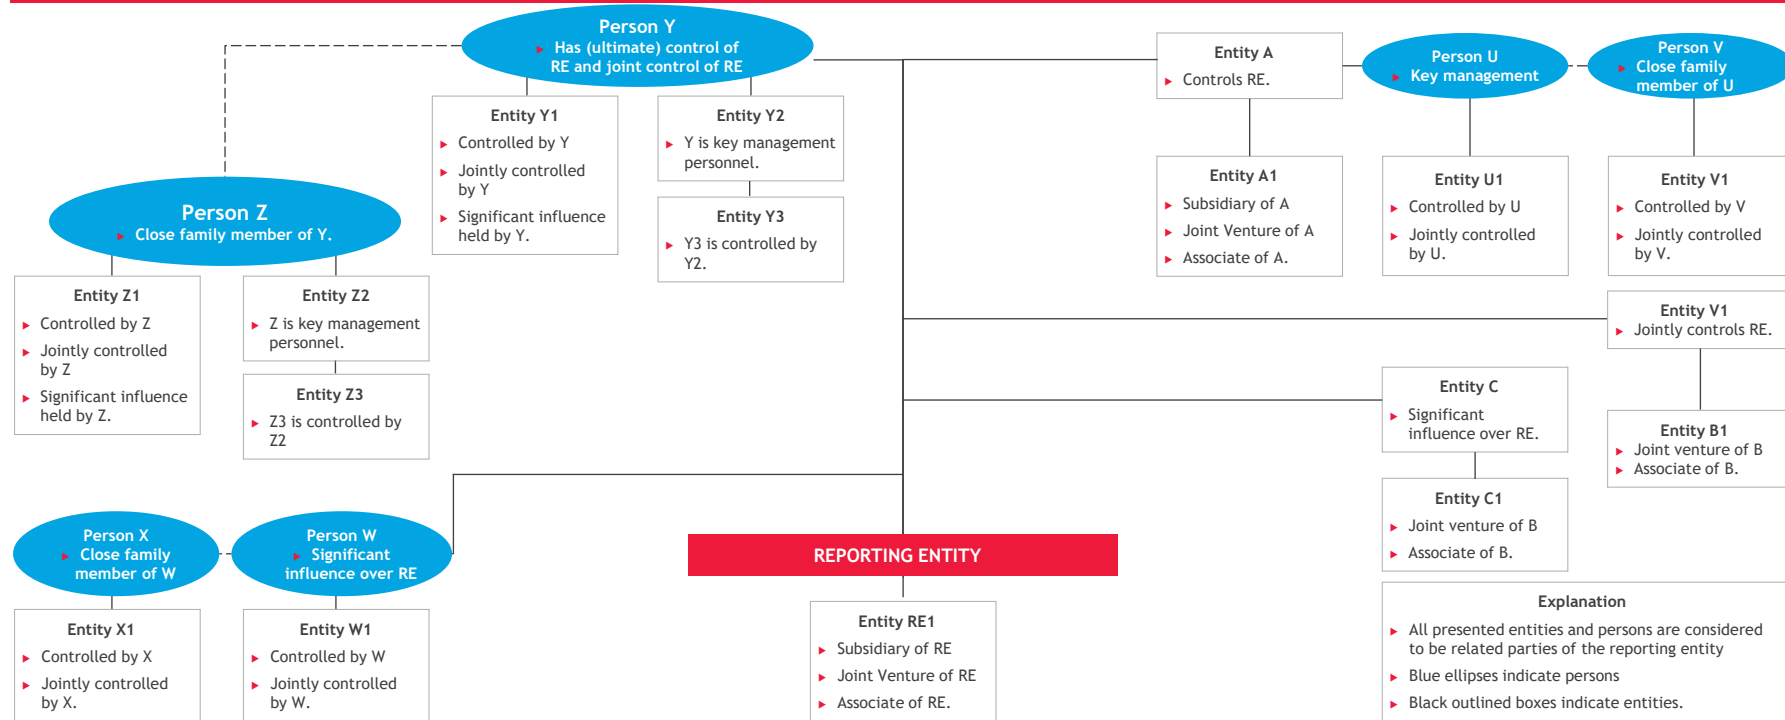 Person Y
▶ Has (ultimate) control of
RE and joint control of RE
Entity A
▶ Controls RE.
Person U
▶ Key management
Person V
▶ Close family
member of U
Entity Y1
▶ Controlled by Y
▶ Jointly controlled
by Y
▶ Significant influence
held by Y.
Entity Y2
▶ Y is key management
personnel.
Entity Y3
▶ Y3 is controlled by
Y2.
Entity A1
▶ Subsidiary of A
▶ Joint Venture of A
▶ Associate of A.
Entity U1
▶ Controlled by U
▶ Jointly controlled
by U.
Entity V1
▶ Controlled by V
▶ Jointly controlled
by V.
Person Z
▶ Close family member of Y.
Entity Z1
▶ Controlled by Z
▶ Jointly controlled
by Z
▶ Significant influence
held by Z.
Entity Z2
▶ Z is key management
personnel.
Entity Z3
▶ Z3 is controlled by
Z2
Entity V1
▶ Jointly controls RE.
Entity C
▶ Significant
influence over RE.
Entity B1
▶ Joint venture of B
▶ Associate of B.
Entity C1
▶ Joint venture of B
▶ Associate of B.
Person X
▶ Close family
member of W
Person W
▶ Significant
influence over RE
REPORTING ENTITY
Entity X1
▶ Controlled by X
▶ Jointly controlled
by X.
Entity W1
▶ Controlled by W
▶ Jointly controlled
by W.
Entity RE1
▶ Subsidiary of RE
▶ Joint Venture of RE
▶ Associate of RE.
Explanation
▶ All presented entities and persons are considered
to be related parties of the reporting entity
▶ Blue ellipses indicate persons
▶ Black outlined boxes indicate entities.